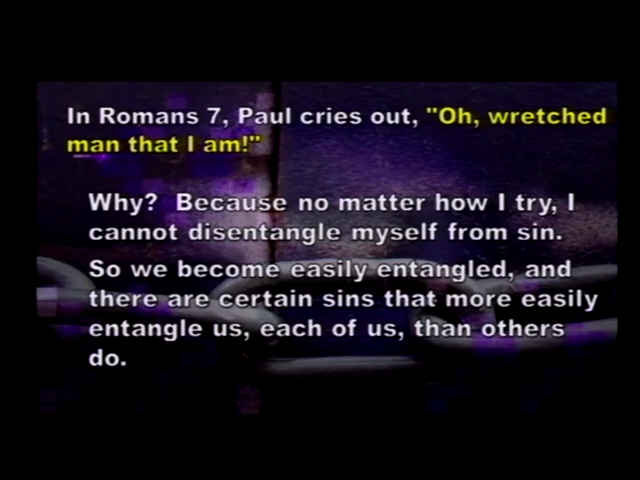 In Romans 7, Paul cries out, "Oh, wretched
man that I am!"
Why?  Because no matter how I try, I
cannot disentangle myself from sin.
So we become easily entangled, and
there are certain sins that more easily
entangle us, each of us, than others
do.